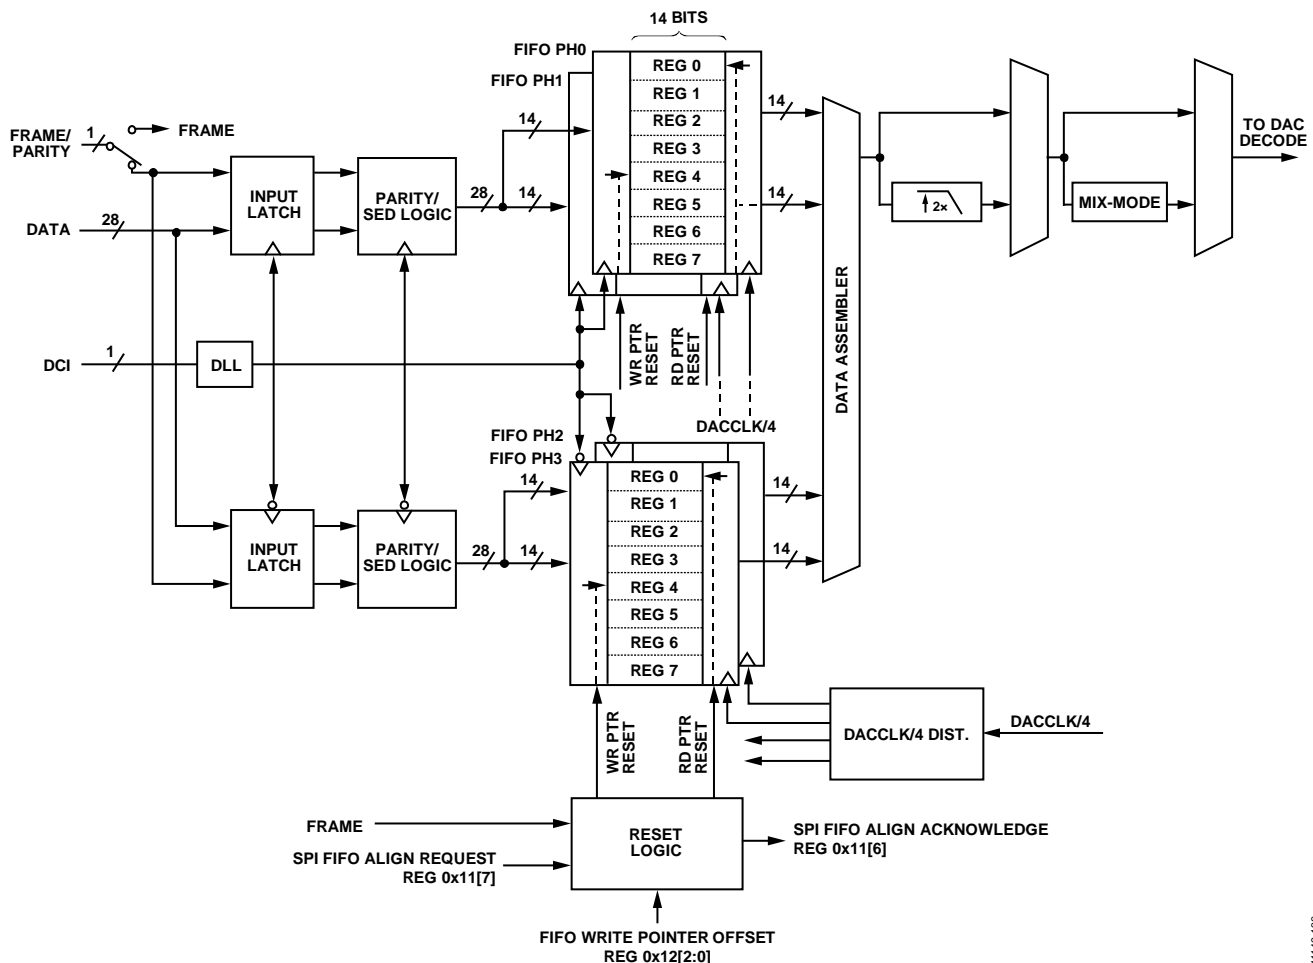 14 BITS
FIFO PH0
FIFO PH1
REG 0
REG 1
REG 2
REG 3
REG 4
REG 5
REG 6
REG 7
FRAME/
PARITY
1
FRAME
DATA
28
INPUT
LATCH
PARITY/
SED LOGIC
28
14
14
14
14
WR PTR
RESET
RD PTR
RESET
DACCLK/4
DATA ASSEMBLER
2×
MIX-MODE
TO DAC
DECODE
DCI
1
DLL
FIFO PH2
FIFO PH3
INPUT
LATCH
PARITY/
SED LOGIC
28
14
14
REG 0
REG 1
REG 2
REG 3
REG 4
REG 5
REG 6
REG 7
14
14
WR PTR
RESET
RD PTR
RESET
DACCLK/4 DIST.
DACCLK/4
FRAME
SPI FIFO ALIGN REQUEST
REG 0x11[7]
RESET
LOGIC
SPI FIFO ALIGN ACKNOWLEDGE
REG 0x11[6]
FIFO WRITE POINTER OFFSET
REG 0x12[2:0]